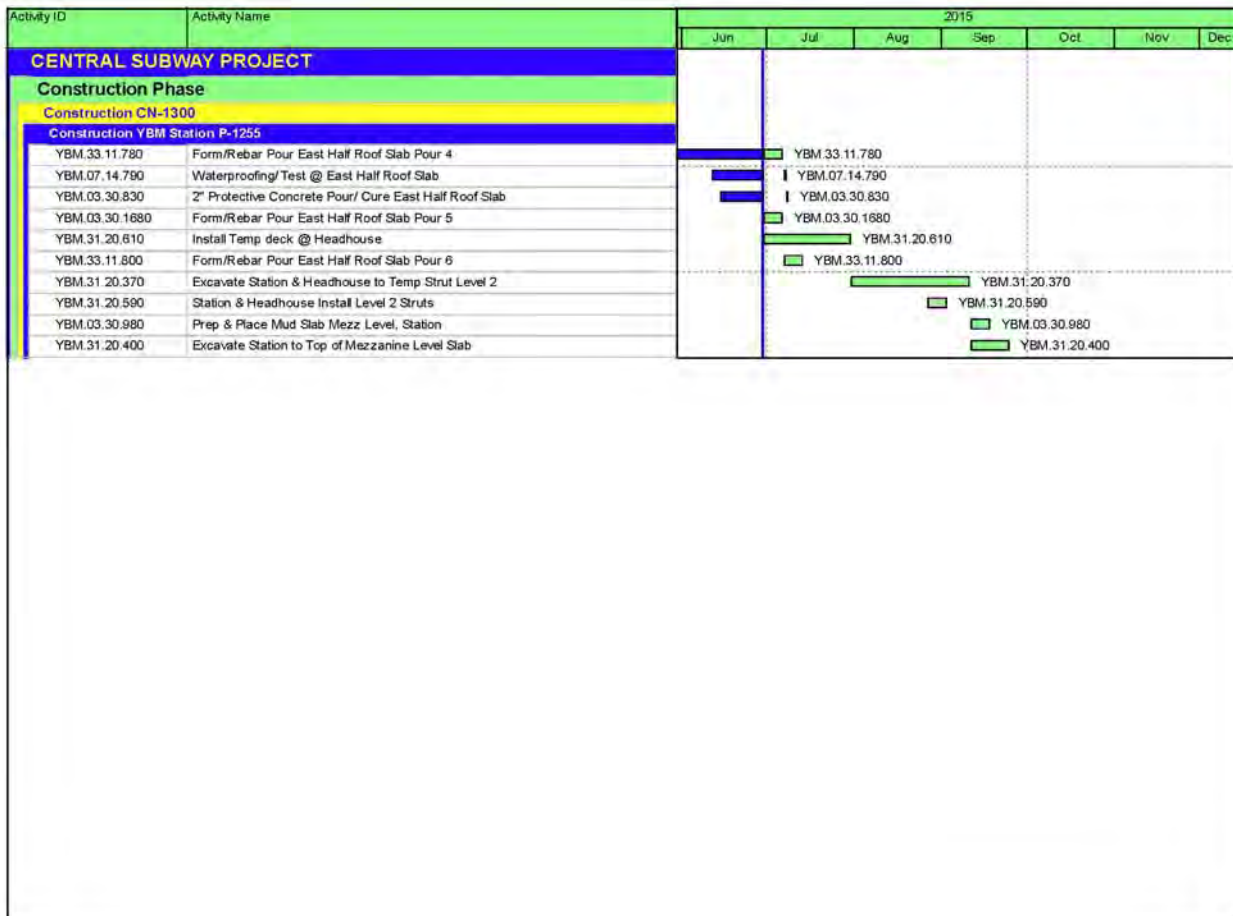 Activity ID Activity Name 2015
Jun Jul Aug Sep Oct Nov Dec
CENTRAL SUBWAY PROJECT
Construction Phase
Construction CN-1300
Construction YBM Station P-1255
YBM.33.11.780 Form/Rebar Pour East Half Roof Slab Pour 4 YBM.33.11.780
YBM.07.14.790 Waterproofing/ Test @ East Half Roof Slab YBM.07.14.790
YBM.03.30.830 2" Protective Concrete Pour/ Cure East Half Roof Slab YBM.03.30.830
YBM.03.30.1680 Form/Rebar Pour East Half Roof Slab Pour 5 YBM.03.30.1680
YBM.31.20.610 Install Temp deck @ Headhouse YBM.31.20.610
YBM.33.11.800 Form/Rebar Pour East Half Roof Slab Pour 6 YBM.33.11.800
YBM.31.20.370 Excavate Station & Headhouse to Temp Strut Level 2 YBM.31.20.370
YBM.31.20.590 Station & Headhouse Install Level 2 Struts YBM.31.20.590
YBM.03.30.980 Prep & Place Mud Slab Mezz Level, Station YBM.03.30.980
YBM.31.20.400 Excavate Station to Top of Mezzanine Level Slab YBM.31.20.400